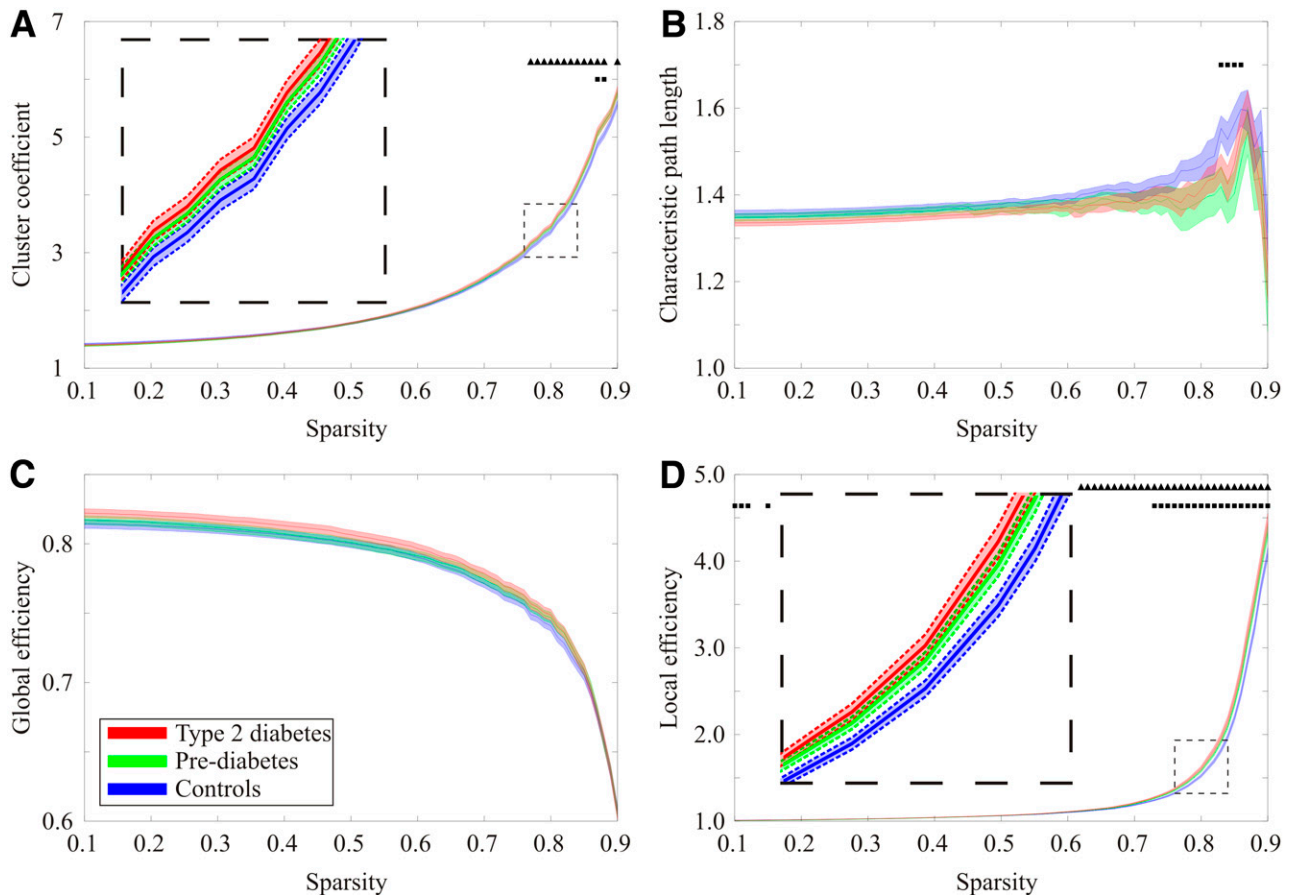 A
7
5
3
1
Cluster coefficient
0.1 0.2 0.3 0.4 0.5 0.6 0.7 0.8 0.9
Sparsity
B
1.8
1.6
1.4
1.2
1.0
Characteristic path length
0.1 0.2 0.3 0.4 0.5 0.6 0.7 0.8 0.9
Sparsity
C
0.8
0.7
0.6
Global efficiency
Type 2 diabetes
Pre-diabetes
Controls
0.1 0.2 0.3 0.4 0.5 0.6 0.7 0.8 0.9
Sparsity
D
5.0
4.0
3.0
2.0
1.0
Local efficiency
0.1 0.2 0.3 0.4 0.5 0.6 0.7 0.8 0.9
Sparsity